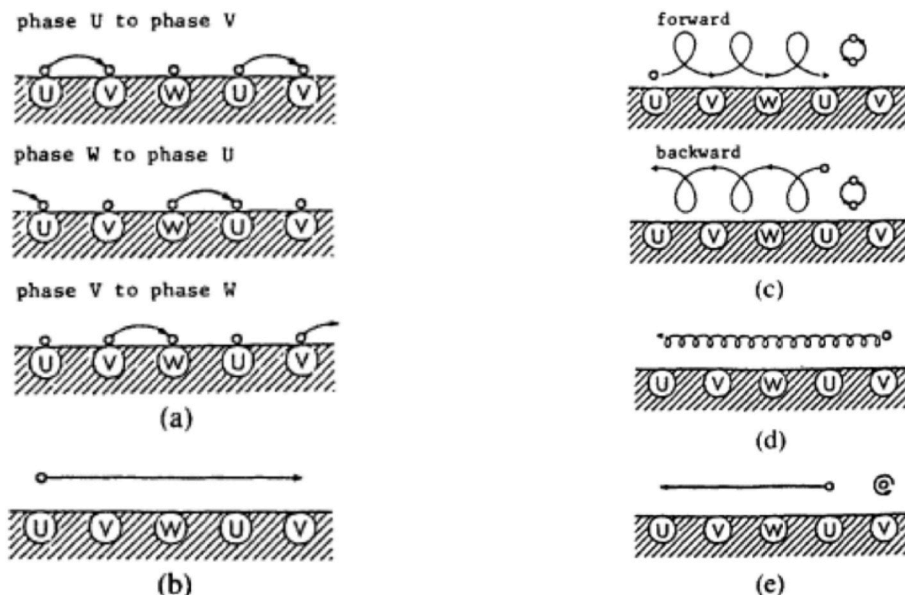 phase U to phase V
U V W U V
phase W to phase U
U V W U V
phase V to phase W
U V W U V
(a)
U V W U V
(b)
forward
U V W U V
backward
U V W U V
(c)
U V W U V
(d)
U V W U V
(e)